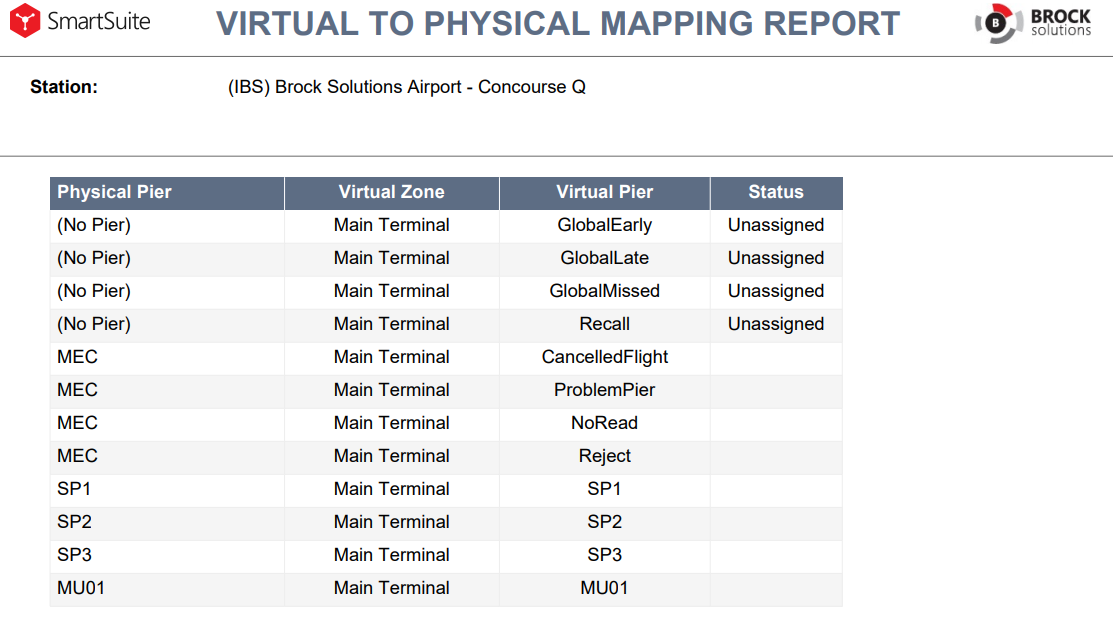 SmartSuite
VIRTUAL TO PHYSICAL MAPPING REPORT
B BROCK
solutions
Station: (IBS) Brock Solutions Airport - Concourse Q
Physical Pier Virtual Zone Virtual Pier Status
(No Pier) Main Terminal GlobalEarly Unassigned
(No Pier) Main Terminal GlobalLate Unassigned
(No Pier) Main Terminal GlobalMissed Unassigned
(No Pier) Main Terminal Recall Unassigned
MEC Main Terminal CancelledFlight
MEC Main Terminal ProblemPier
MEC Main Terminal NoRead
MEC Main Terminal Reject
SP1 Main Terminal SP1
SP2 Main Terminal SP2
SP3 Main Terminal SP3
MU01 Main Terminal MU01